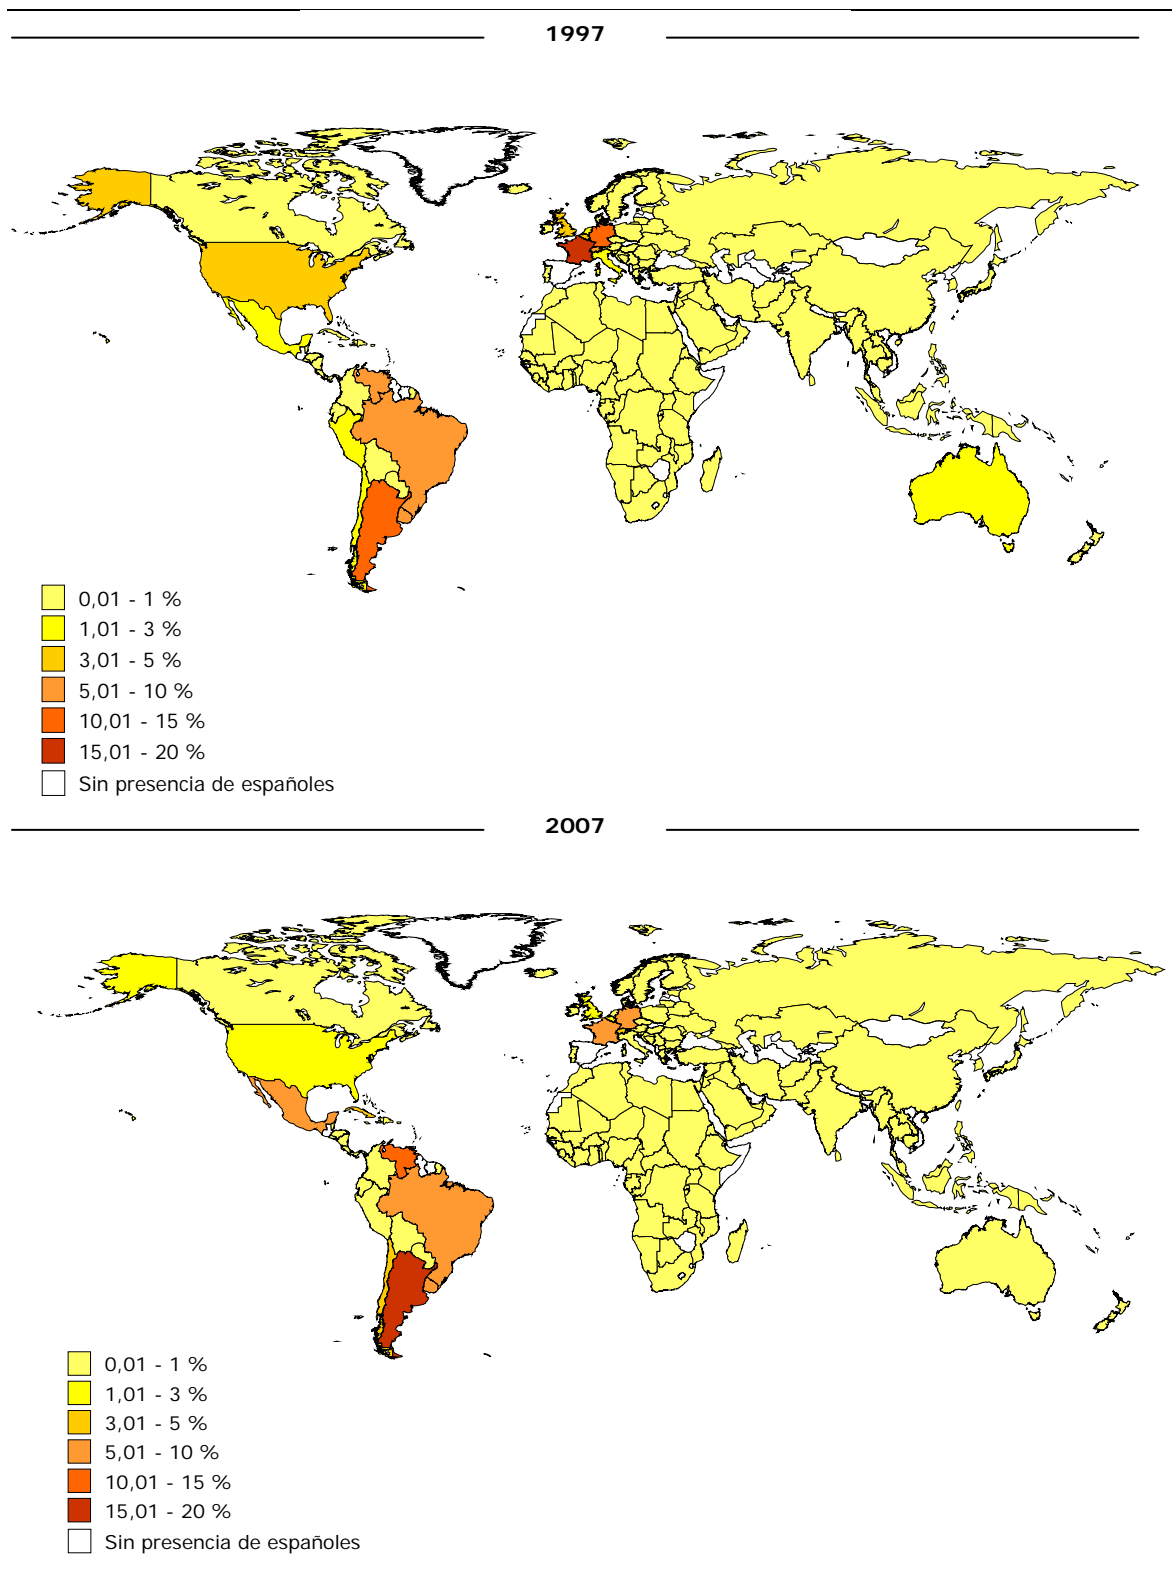 1997
0,01 - 1 %
1,01 - 3 %
3,01 - 5 %
5,01 - 10 %
10,01 - 15 %
15,01 - 20 %
Sin presencia de españoles
2007
0,01 - 1 %
1,01 - 3 %
3,01 - 5 %
5,01 - 10 %
10,01 - 15 %
15,01 - 20 %
Sin presencia de españoles